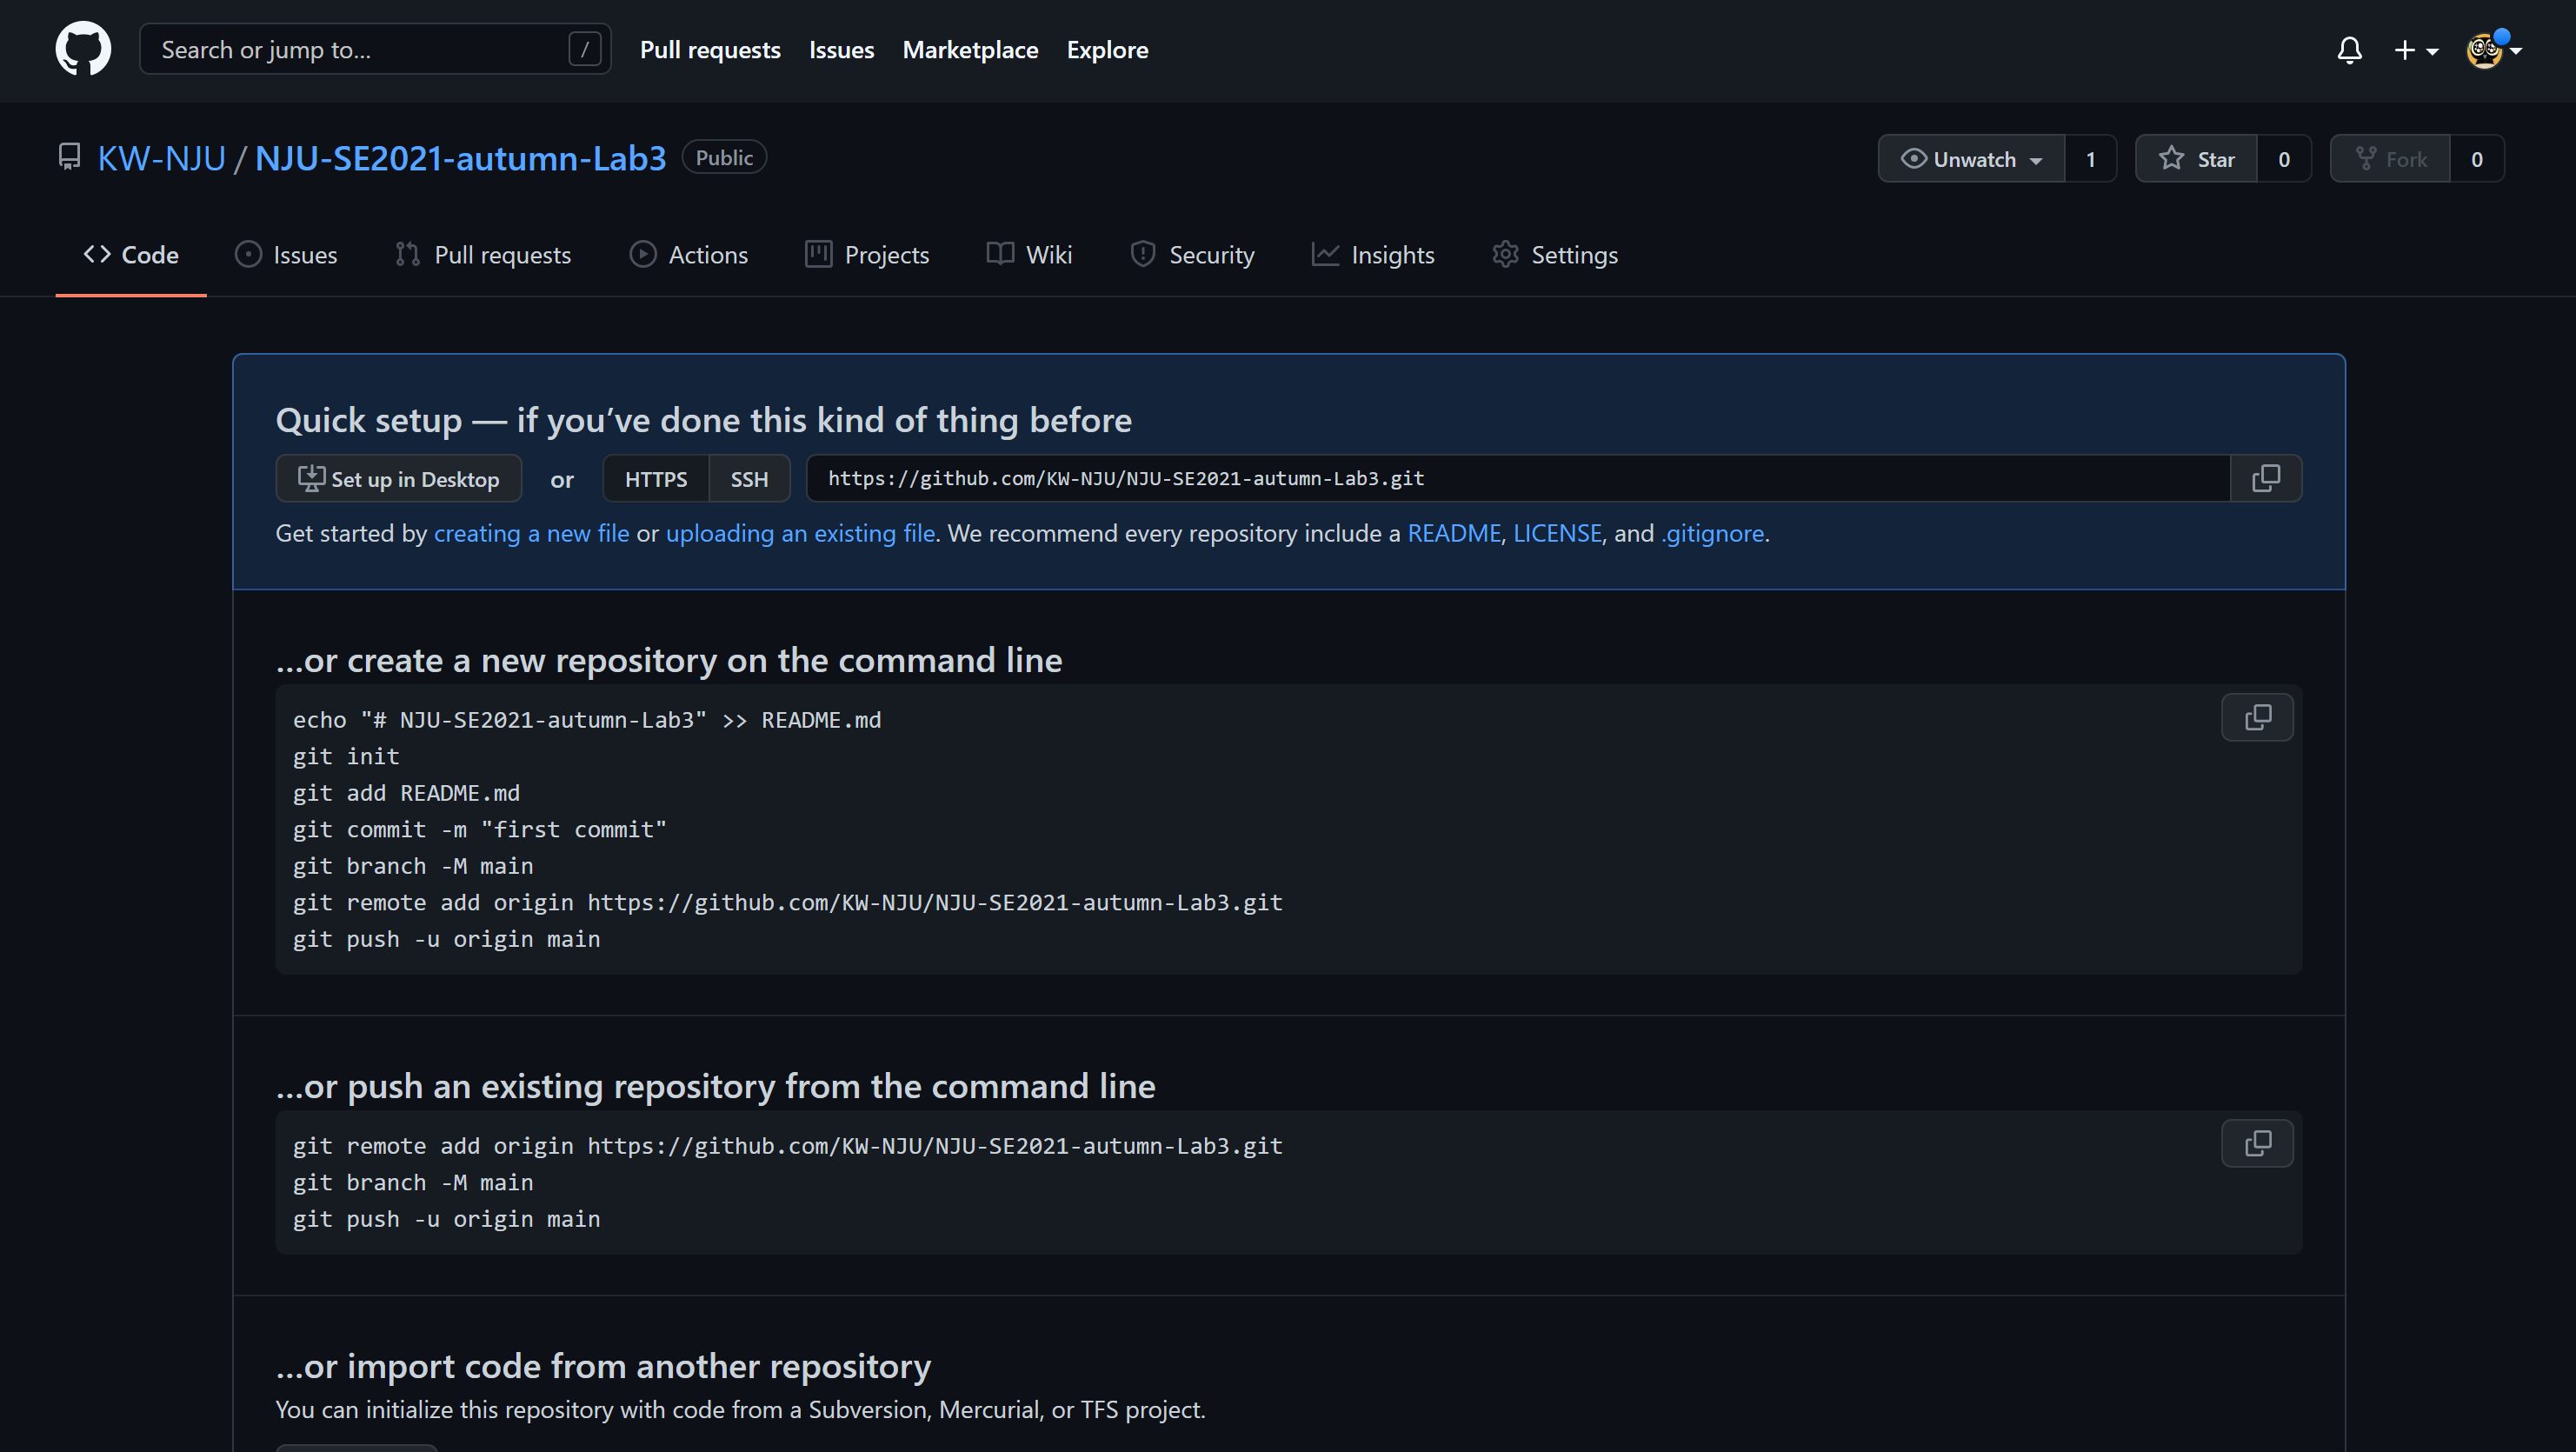 Search or jump to... /
Pull requests Issues Marketplace Explore
KW-NJU / NJU-SE2021-autumn-Lab3 Public
Unwatch 1 Star 0 Fork 0
Code Issues Pull requests Actions Projects Wiki Security Insights Settings
Quick setup — if you’ve done this kind of thing before
Set up in Desktop or HTTPS SSH https://github.com/KW-NJU/NJU-SE2021-autumn-Lab3.git
Get started by creating a new file or uploading an existing file. We recommend every repository include a README, LICENSE, and .gitignore.
…or create a new repository on the command line
echo "# NJU-SE2021-autumn-Lab3" >> README.md
git init
git add README.md
git commit -m "first commit"
git branch -M main
git remote add origin https://github.com/KW-NJU/NJU-SE2021-autumn-Lab3.git
git push -u origin main
…or push an existing repository from the command line
git remote add origin https://github.com/KW-NJU/NJU-SE2021-autumn-Lab3.git
git branch -M main
git push -u origin main
…or import code from another repository
You can initialize this repository with code from a Subversion, Mercurial, or TFS project.